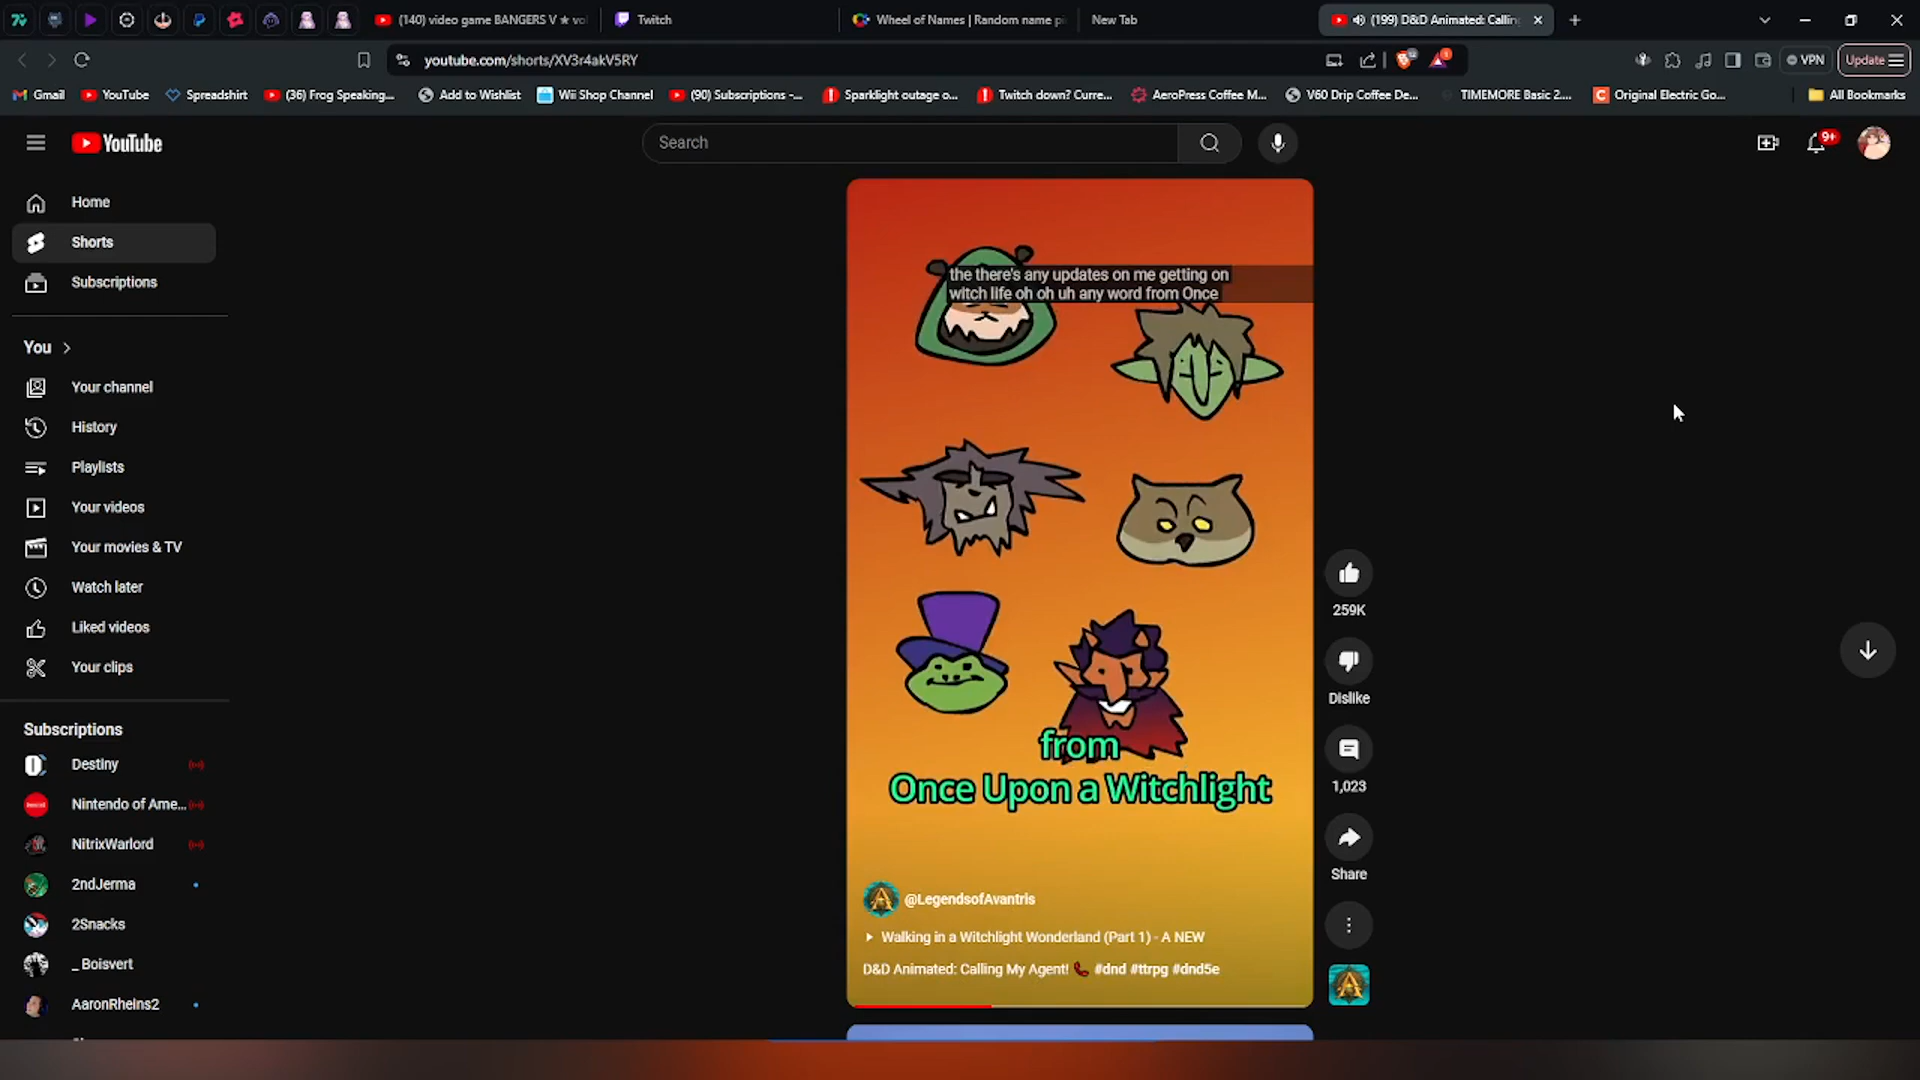 (140) video game BANGERS V ★ vol
Twitch
Wheel of Names | Random name pi
New Tab
(199) D&D Animated: Calling
youtube.com/shorts/XV3r4akV5RY
VPN
Update
Gmail
YouTube
Spreadshirt
(36) Frog Speaking...
Add to Wishlist
Wii Shop Channel
(90) Subscriptions -...
Sparklight outage o...
Twitch down? Curre...
AeroPress Coffee M...
V60 Drip Coffee De...
TIMEMORE Basic 2....
Original Electric Go...
All Bookmarks
YouTube
Search
9+
Home
Shorts
Subscriptions
You
Your channel
History
Playlists
Your videos
Your movies & TV
Watch later
Liked videos
Your clips
Subscriptions
Destiny
Nintendo of Ame...
NitrixWarlord
2ndJerma
2Snacks
_ Boisvert
AaronRheins2
the there's any updates on me getting on
witch life oh oh uh any word from Once
from
Once Upon a Witchlight
@LegendsofAvantris
Walking in a Witchlight Wonderland (Part 1) - A NEW
D&D Animated: Calling My Agent! 📞 #dnd #ttrpg #dnd5e
259K
Dislike
1,023
Share